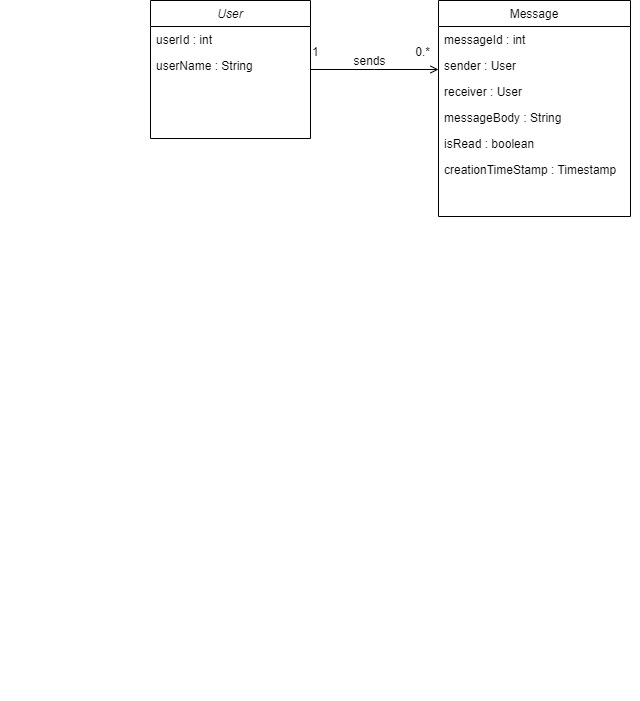 User
userId : int
userName : String
1
sends
0.*
Message
messageId : int
sender : User
receiver : User
messageBody : String
isRead : boolean
creationTimeStamp : Timestamp